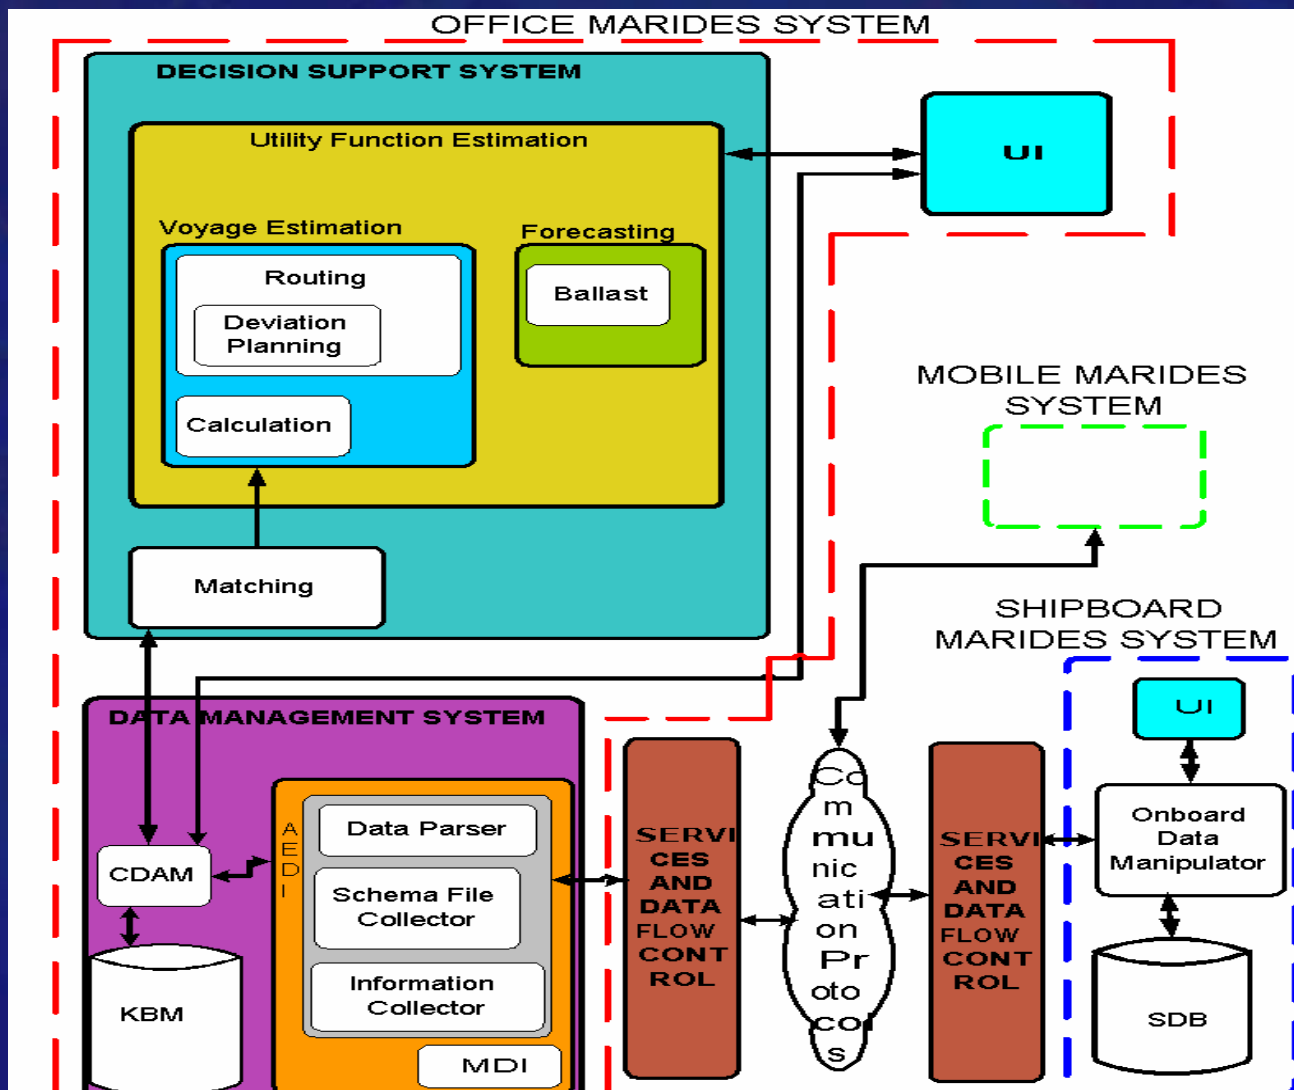 OFFICE MARIDES SYSTEM
DECISION SUPPORT SYSTEM
Utility Function Estimation
UI
Voyage Estimation
Forecasting
Routing
Ballast
Deviation
Planning
Calculation
MOBILE MARIDES
SYSTEM
Matching
SHIPBOARD
MARIDES SYSTEM
UI
DATA MANAGEMENT SYSTEM
A
E
D
I
Data Parser
Schema File
Collector
Information
Collector
MDI
CDAM
KBM
SERVI
CES
AND
DATA
FLOW
CONT
ROL
Co
m
mu
nic
ati
on
Pr
oto
col
s
SERVI
CES
AND
DATA
FLOW
CONT
ROL
Onboard
Data
Manipulator
SDB